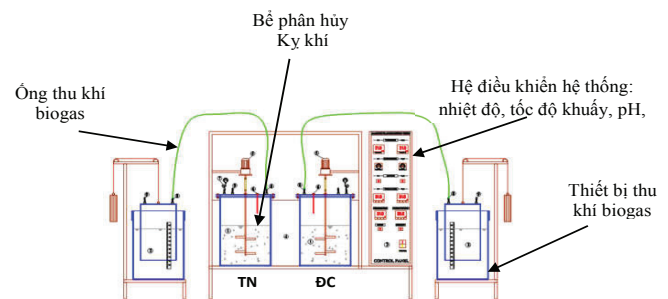 Bể phân hủy
Kỵ khí
Ống thu khí
biogas
Hệ điều khiển hệ thống:
nhiệt độ, tốc độ khuấy, pH,
Thiết bị thu
khí biogas
TN
ĐC
CONTROL PANEL